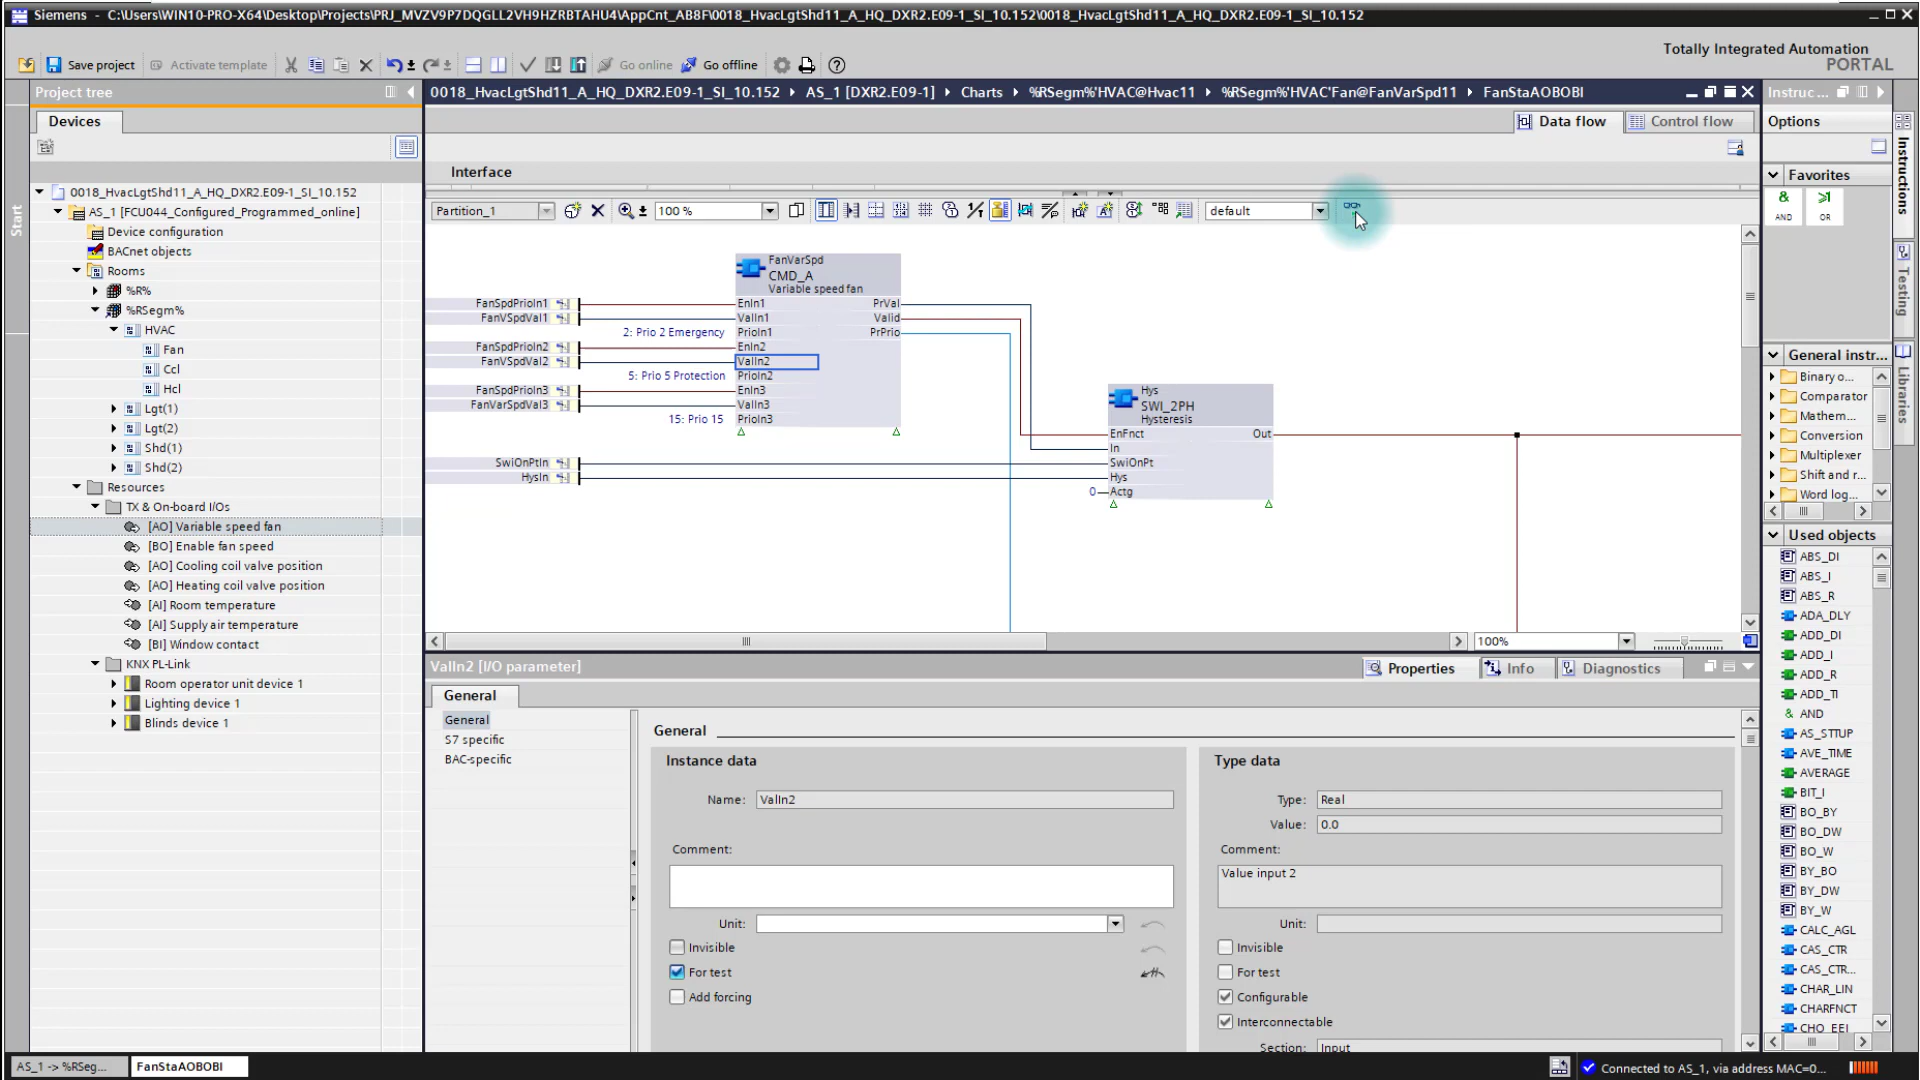 Siemens - C:\Users\WIN10-PRO-X64\Desktop\Projects\PRJ_MVZV9P7DQGLL2VH9HZRBTAHU4\AppCnt_AB8F\0018_HvacLgtShd11_A_HQ_DXR2.E09-1_SI_10.152\0018_HvacLgtShd11_A_HQ_DXR2.E09-1_SI_10.152
Totally Integrated Automation
PORTAL
Save project
Activate template
Go online
Go offline
Start
Project tree
Devices
0018_HvacLgtShd11_A_HQ_DXR2.E09-1_SI_10.152
AS_1 [FCU044_Configured_Programmed_online]
Device configuration
BACnet objects
Rooms
%R%
%RSegm%
HVAC
Fan
Ccl
Hcl
Lgt(1)
Lgt(2)
Shd(1)
Shd(2)
Resources
TX & On-board I/Os
[AO] Variable speed fan
[BO] Enable fan speed
[AO] Cooling coil valve position
[AO] Heating coil valve position
[AI] Room temperature
[AI] Supply air temperature
[BI] Window contact
KNX PL-Link
Room operator unit device 1
Lighting device 1
Blinds device 1
0018_HvacLgtShd11_A_HQ_DXR2.E09-1_SI_10.152 AS_1 [DXR2.E09-1] Charts %RSegm%'HVAC@Hvac11 %RSegm%'HVAC'Fan@FanVarSpd11 FanStaAOBOBI
Data flow
Control flow
Interface
Partition_1
100 %
default
FanVarSpd
CMD_A
Variable speed fan
FanSpdPrioIn1 EnIn1 PrVal
FanVSpdVal1 ValIn1 Valid
2: Prio 2 Emergency PrioIn1 PrPrio
FanSpdPrioIn2 EnIn2
FanVSpdVal2 ValIn2
5: Prio 5 Protection PrioIn2
FanSpdPrioIn3 EnIn3
FanVarSpdVal3 ValIn3
15: Prio 15 PrioIn3
Hys
SWI_2PH
Hysteresis
EnFnct Out
In
SwiOnPtIn SwiOnPt
HysIn Hys
0 Actg
100%
ValIn2 [I/O parameter]
Properties
Info
Diagnostics
General
General
S7 specific
BAC-specific
General
Instance data
Name: ValIn2
Comment:
Unit:
Invisible
For test
Add forcing
Type data
Type: Real
Value: 0.0
Comment:
Value input 2
Unit:
Invisible
For test
Configurable
Interconnectable
Section: Input
Instruc...
Options
Favorites
&
AND
≥1
OR
General instr...
Binary o...
Comparator
Mathem...
Conversion
Multiplexer
Shift and r...
Word log...
Used objects
ABS_DI
ABS_I
ABS_R
ADA_DLY
ADD_DI
ADD_I
ADD_R
ADD_TI
& AND
AS_STTUP
AVE_TIME
AVERAGE
BIT_I
BO_BY
BO_DW
BO_W
BY_BO
BY_DW
BY_W
CALC_AGL
CAS_CTR
CAS_CTR...
CHAR_LIN
CHARFNCT
CHO_EEI
Instructions
Testing
Libraries
AS_1 -> %RSeg...
FanStaAOBOBI
Connected to AS_1, via address MAC=0...